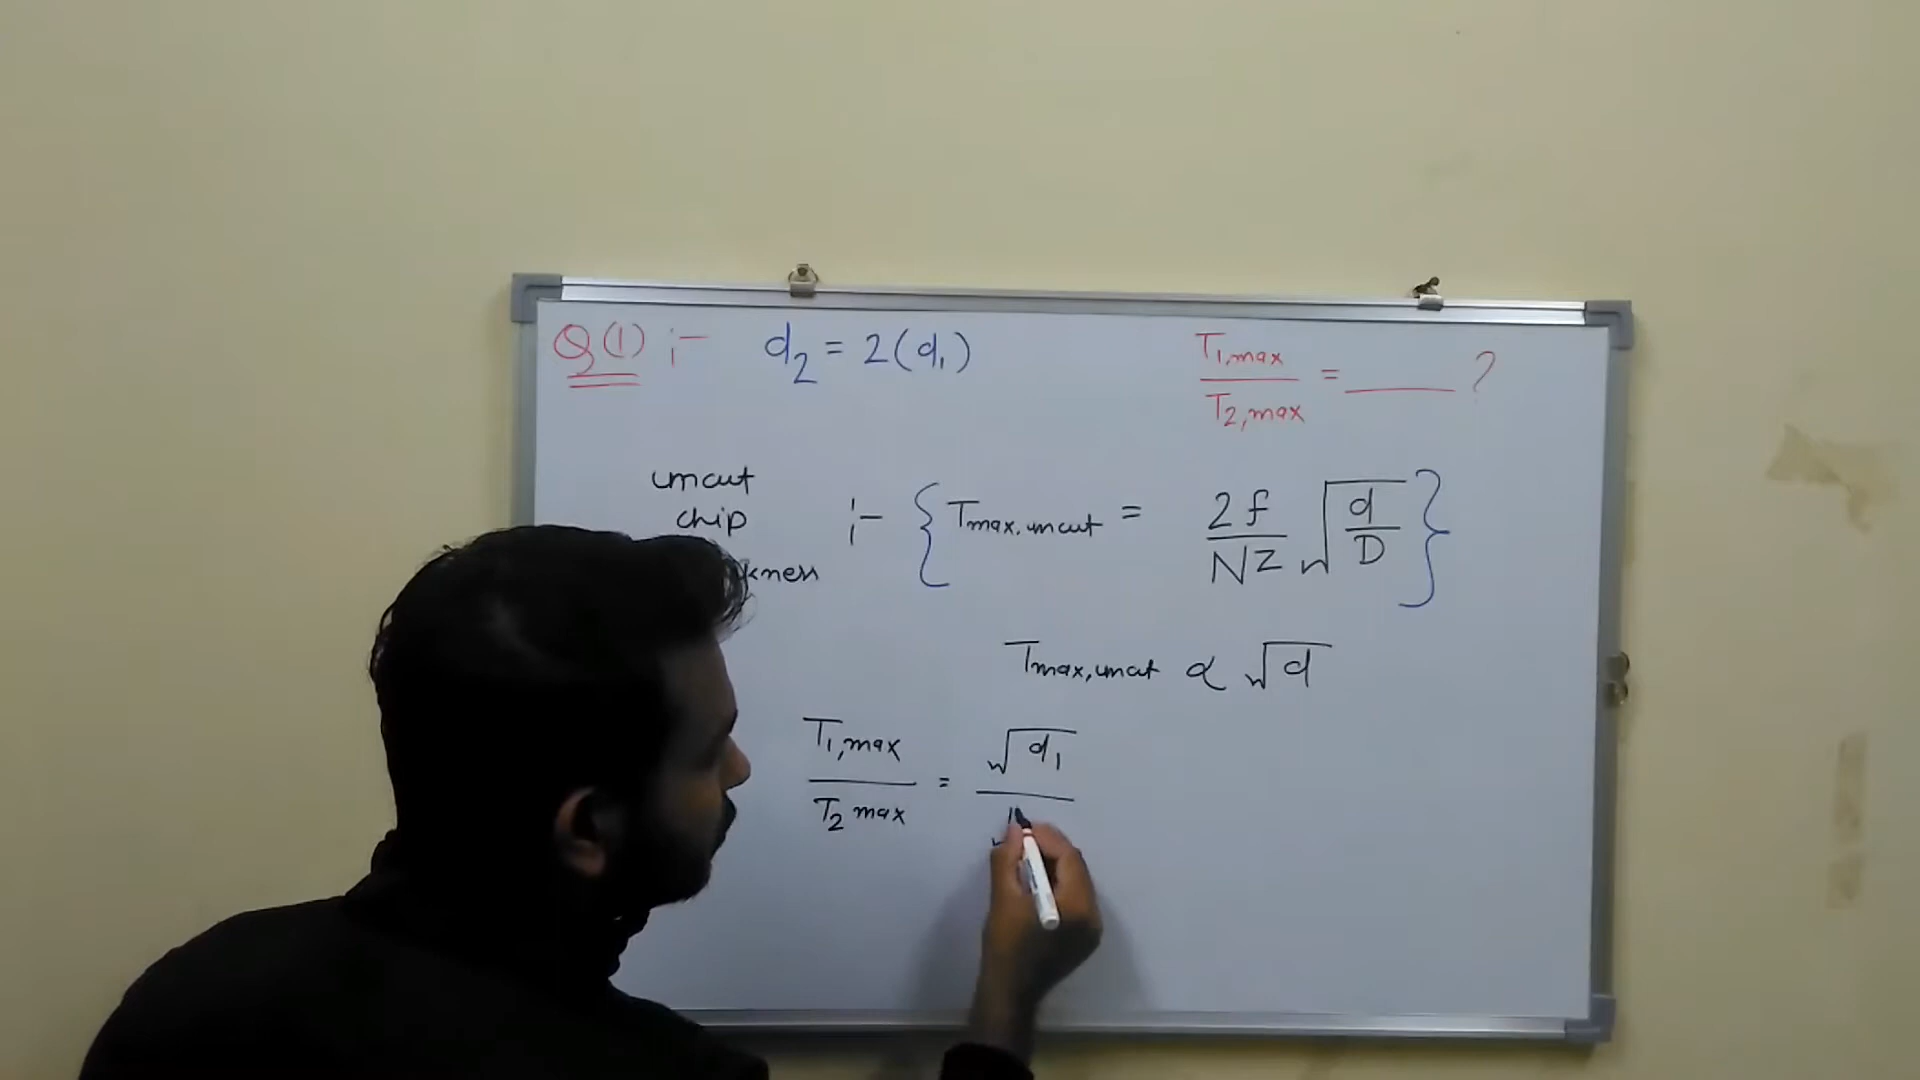 Q(1) :- d₂ = 2(d₁)
T₁,max / T₂,max = ______ ?
uncut
chip
kness
:- { Tmax,uncut = 2f/NZ √(d/D) }
Tmax,uncut ∝ √d
T₁,max / T₂ max = √d₁ /